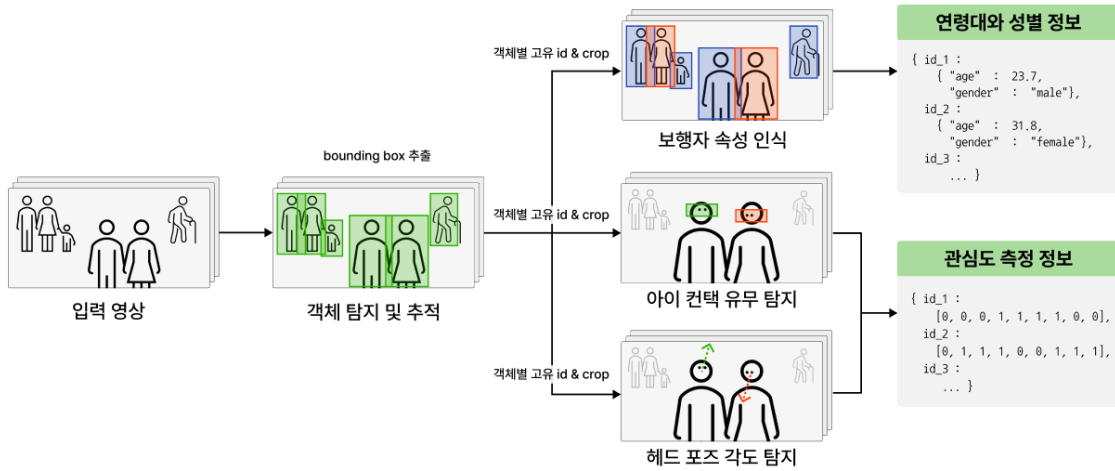 입력 영상
bounding box 추출
객체 탐지 및 추적
객체별 고유 id & crop
보행자 속성 인식
객체별 고유 id & crop
아이 컨택 유무 탐지
객체별 고유 id & crop
헤드 포즈 각도 탐지
연령대와 성별 정보
{ id_1 :
{ "age" : 23.7,
"gender" : "male"},
id_2 :
{ "age" : 31.8,
"gender" : "female"},
id_3 :
... }
관심도 측정 정보
{ id_1 :
[0, 0, 0, 1, 1, 1, 1, 0, 0],
id_2 :
[0, 1, 1, 1, 0, 0, 1, 1, 1],
id_3 :
... }